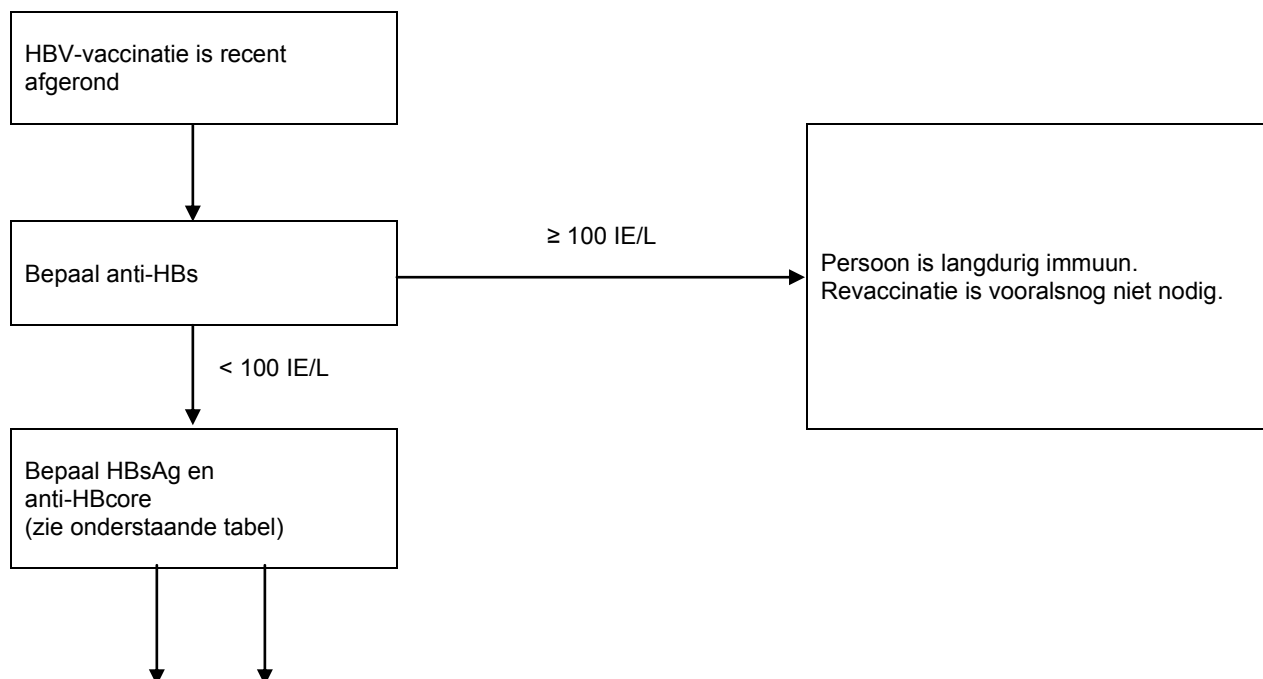 HBV-vaccinatie is recent
afgerond
≥ 100 IE/L
Bepaal anti-HBs
Persoon is langdurig immuun.
Revaccinatie is vooralsnog niet nodig.
< 100 IE/L
Bepaal HBsAg en
anti-HBcore
(zie onderstaande tabel)